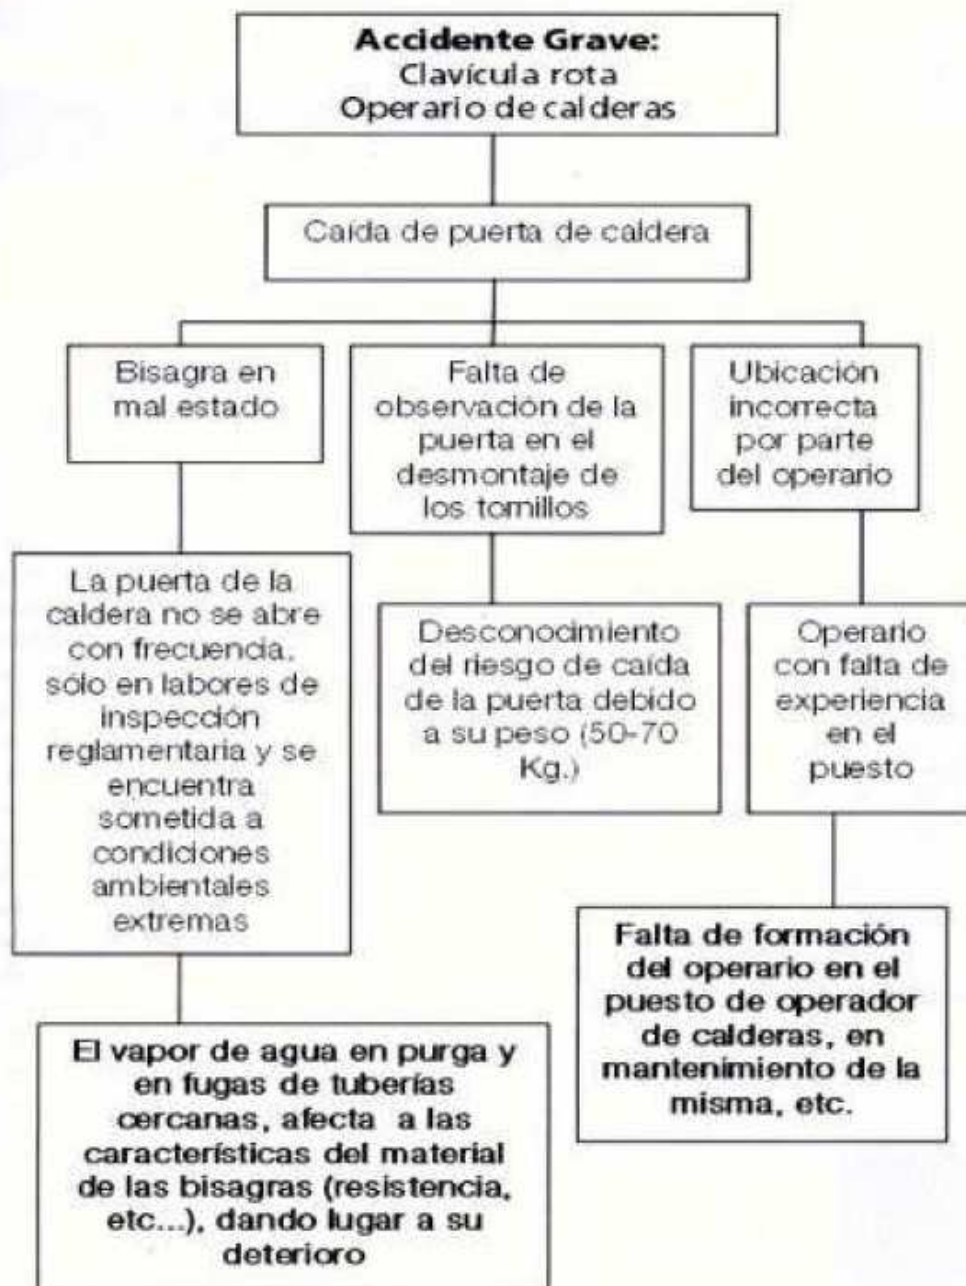 Accidente Grave:
Clavícula rota
Operario de calderas
Caída de puerta de caldera
Bisagra en
mal estado
Falta de
observación de la
puerta en el
desmontaje de
los tornillos
Ubicación
incorrecta
por parte
del operario
La puerta de la
caldera no se abre
con frecuencia,
sólo en labores de
inspección
reglamentaria y se
encuentra
sometida a
condiciones
ambientales
extremas
Desconocimiento
del riesgo de caída
de la puerta debido
a su peso (50-70
Kg.)
Operario
con falta de
experiencia
en el
puesto
El vapor de agua en purga y
en fugas de tuberías
cercanas, afecta a las
características del material
de las bisagras (resistencia,
etc...), dando lugar a su
deterioro
Falta de formación
del operario en el
puesto de operador
de calderas, en
mantenimiento de la
misma, etc.